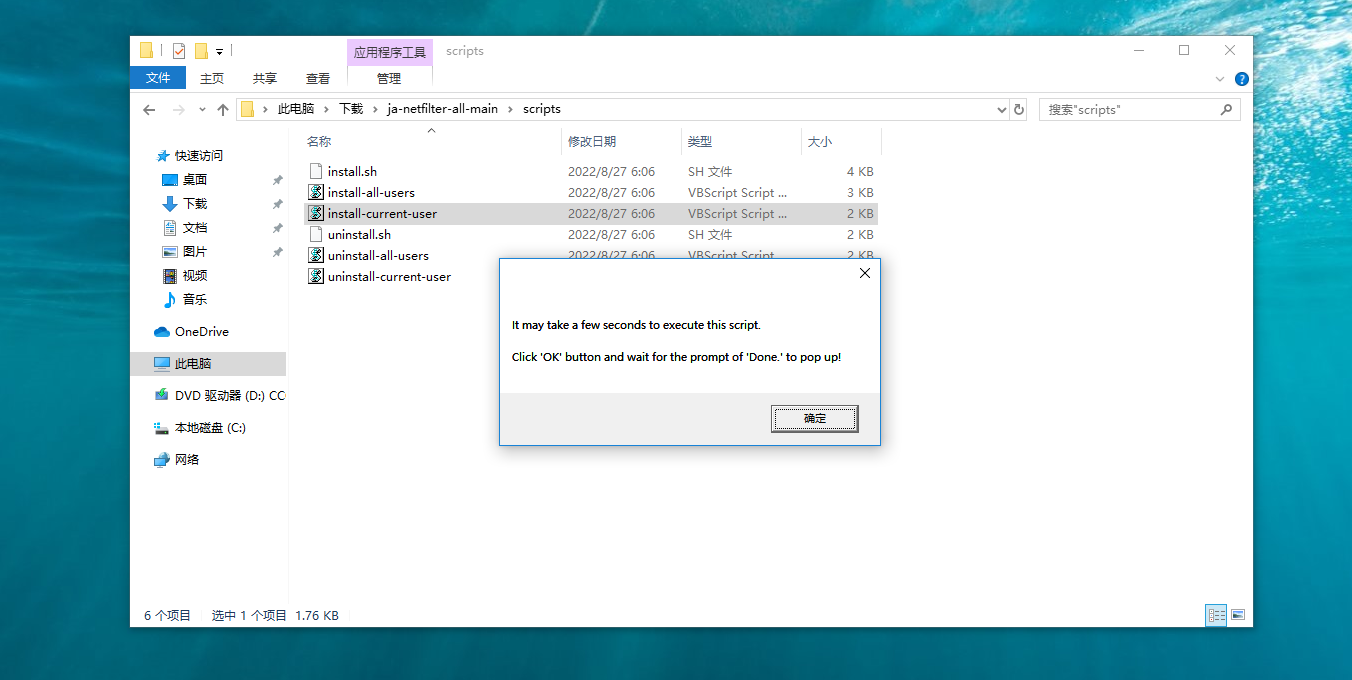 应用程序工具 scripts
文件 主页 共享 查看 管理
此电脑 下载 ja-netfilter-all-main scripts 搜索"scripts"
名称 修改日期 类型 大小
快速访问
桌面
下载
文档
图片
视频
音乐
OneDrive
此电脑
DVD 驱动器 (D:) CC
本地磁盘 (C:)
网络
install.sh 2022/8/27 6:06 SH 文件 4 KB
install-all-users 2022/8/27 6:06 VBScript Script ... 3 KB
install-current-user 2022/8/27 6:06 VBScript Script ... 2 KB
uninstall.sh 2022/8/27 6:06 SH 文件 2 KB
uninstall-all-users 2022/8/27 6:06 VBScript Script 2 KB
uninstall-current-user
It may take a few seconds to execute this script.
Click 'OK' button and wait for the prompt of 'Done.' to pop up!
确定
6 个项目 选中 1 个项目 1.76 KB